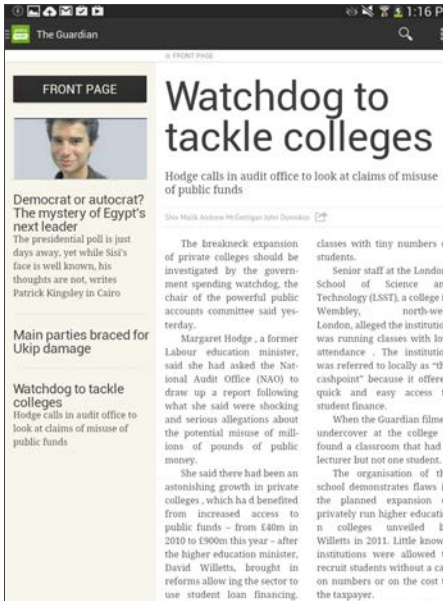 1:16 P
The Guardian
FRONT PAGE
FRONT PAGE
Democrat or autocrat?
The mystery of Egypt's
next leader
The presidential poll is just
days away, yet while Sisi's
face is well known, his
thoughts are not, writes
Patrick Kingsley in Cairo
Main parties braced for
Ukip damage
Watchdog to tackle
colleges
Hodge calls in audit office to
look at claims of misuse of
public funds
Watchdog to
tackle colleges
Hodge calls in audit office to look at claims of misuse
of public funds
Shiv Malik Andrew McGettigan John Domokos
The breakneck expansion
of private colleges should be
investigated by the govern-
ment spending watchdog, the
chair of the powerful public
accounts committee said yes-
terday.
Margaret Hodge , a former
Labour education minister,
said she had asked the Nat-
ional Audit Office (NAO) to
draw up a report following
what she said were shocking
and serious allegations about
the potential misuse of mill-
ions of pounds of public
money.
She said there had been an
astonishing growth in private
colleges , which ha d benefited
from increased access to
public funds – from £40m in
2010 to £900m this year – after
the higher education minister,
David Willetts, brought in
reforms allow ing the sector to
use student loan financing.
classes with tiny numbers
students.
Senior staff at the London
School of Science an
Technology (LSST), a college i
Wembley, north-we
London, alleged the institution
was running classes with lo
attendance . The institution
was referred to locally as "th
cashpoint" because it offere
quick and easy access t
student finance.
When the Guardian filme
undercover at the college
found a classroom that had
lecturer but not one student.
The organisation of th
school demonstrates flaws i
the planned expansion
privately run higher educatio
n colleges unveiled b
Willetts in 2011. Little know
institutions were allowed t
recruit students without a ca
on numbers or on the cost t
the taxpayer.